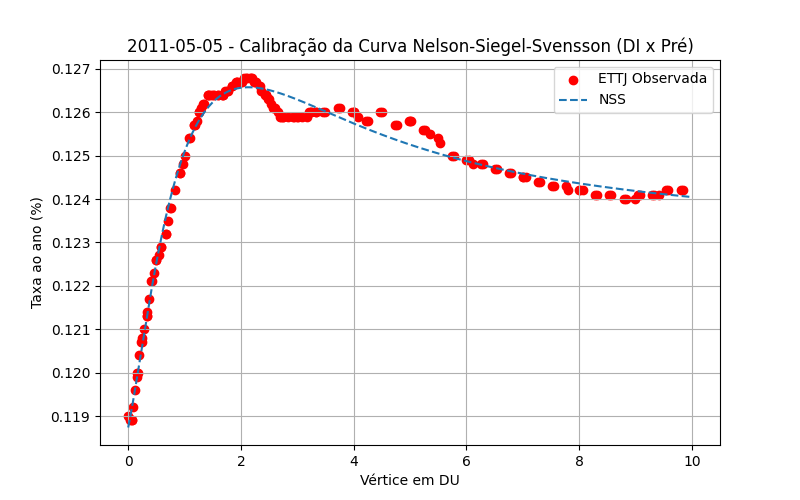 2011-05-05 - Calibração da Curva Nelson-Siegel-Svensson (DI x Pré)
ETTJ Observada
NSS
Taxa ao ano (%)
0.127
0.126
0.125
0.124
0.123
0.122
0.121
0.120
0.119
0 2 4 6 8 10
Vértice em DU